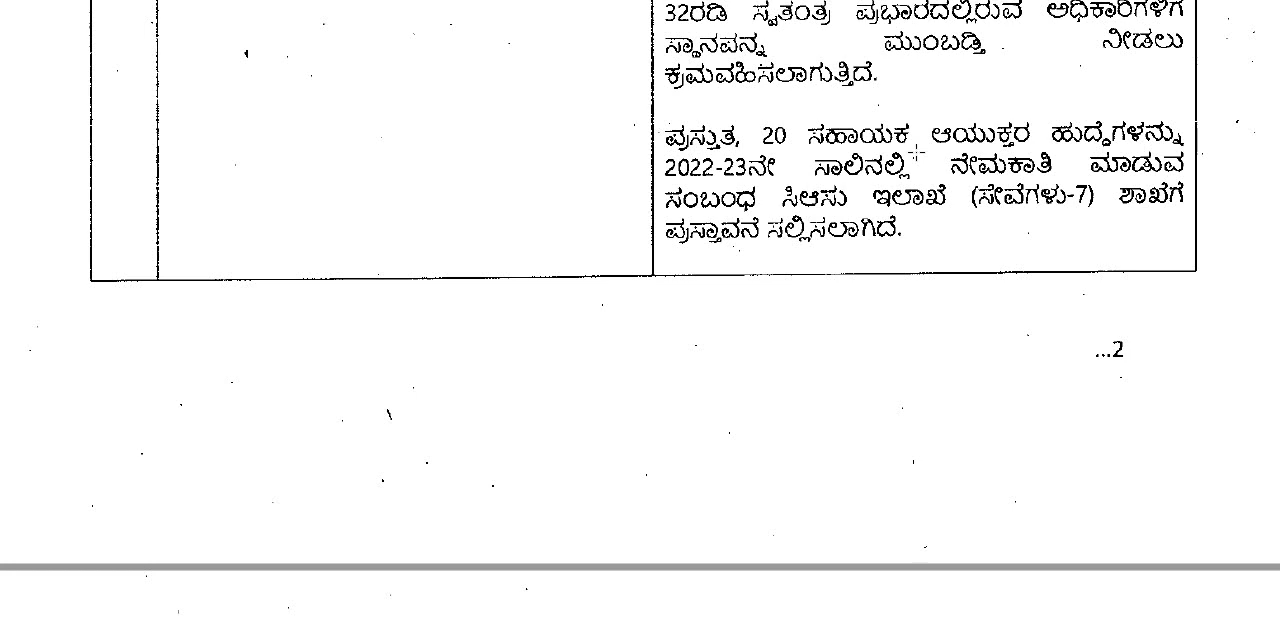 32ರಡಿ ಸ್ವತಂತ್ರ ಪ್ರಭಾರದಲ್ಲಿರುವ ಅಧಿಕಾರಿಗಳಿಗೆ
ಸ್ಥಾನಪನ್ನ ಮುಂಬಡ್ತಿ ನೀಡಲು
ಕ್ರಮವಹಿಸಲಾಗುತ್ತಿದೆ.
ಪ್ರಸ್ತುತ, 20 ಸಹಾಯಕ ಆಯುಕ್ತರ ಹುದ್ದೆಗಳನ್ನು
2022-23ನೇ ಸಾಲಿನಲ್ಲಿ ನೇಮಕಾತಿ ಮಾಡುವ
ಸಂಬಂಧ ಸಿಆಸು ಇಲಾಖೆ (ಸೇವೆಗಳು-7) ಶಾಖೆಗೆ
ಪ್ರಸ್ತಾವನೆ ಸಲ್ಲಿಸಲಾಗಿದೆ.
...2